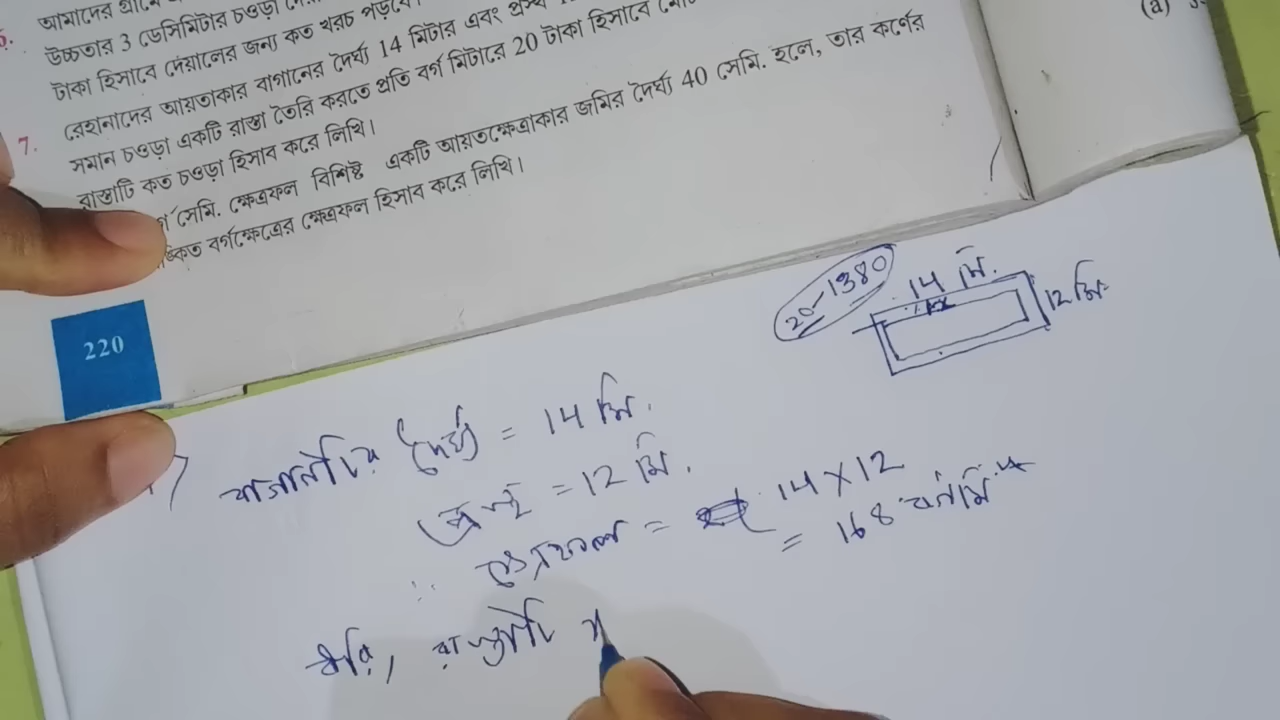 আমাদের গ্রামে
উচ্চতার 3 ডেসিমিটার চওড়া
টাকা হিসাবে দেয়ালের জন্য কত খরচ পড়বে।
7. রেহানাদের আয়তাকার বাগানের দৈর্ঘ্য 14 মিটার এবং প্রস্থ
সমান চওড়া একটি রাস্তা তৈরি করতে প্রতি বর্গ মিটারে 20 টাকা হিসাবে
রাস্তাটি কত চওড়া হিসাব করে লিখি।
সেমি. ক্ষেত্রফল বিশিষ্ট একটি আয়তক্ষেত্রাকার জমির দৈর্ঘ্য 40 সেমি. হলে, তার কর্ণের
বর্গক্ষেত্রের ক্ষেত্রফল হিসাব করে লিখি।
(a)
220
20-1380
14 মি.
12 মি.
বাগানটির দৈর্ঘ্য = 14 মি.
প্রস্থ = 12 মি.
∴ ক্ষেত্রফল = 14 × 12
= 168 বর্গমি
ধরি, রাস্তাটি